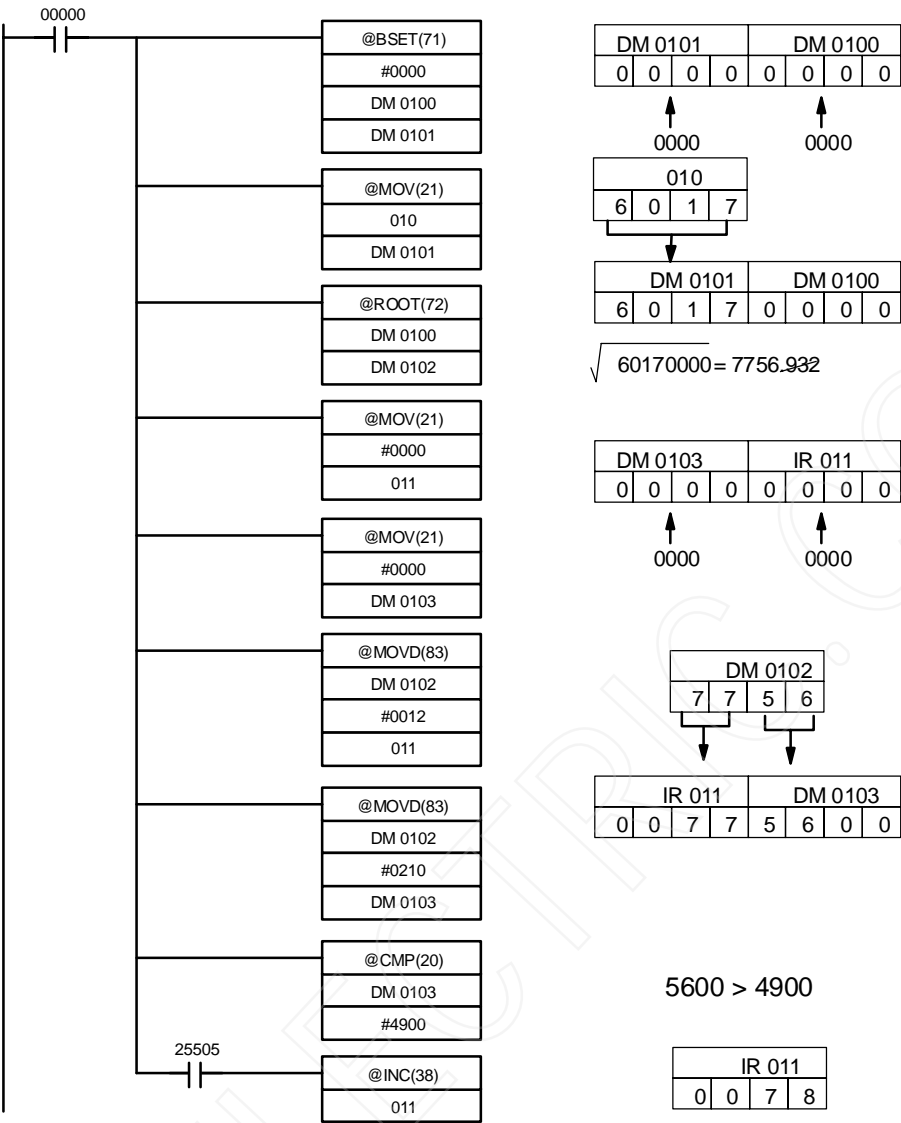 00000
@BSET(71)
#0000
DM 0100
DM 0101
@MOV(21)
010
DM 0101
@ROOT(72)
DM 0100
DM 0102
@MOV(21)
#0000
011
@MOV(21)
#0000
DM 0103
@MOVD(83)
DM 0102
#0012
011
@MOVD(83)
DM 0102
#0210
DM 0103
@CMP(20)
DM 0103
#4900
25505
@INC(38)
011
DM 0101 DM 0100
0 0 0 0 0 0 0 0
0000 0000
010
6 0 1 7
DM 0101 DM 0100
6 0 1 7 0 0 0 0
√60170000 = 7756.932
DM 0103 IR 011
0 0 0 0 0 0 0 0
0000 0000
DM 0102
7 7 5 6
IR 011 DM 0103
0 0 7 7 5 6 0 0
5600 > 4900
IR 011
0 0 7 8